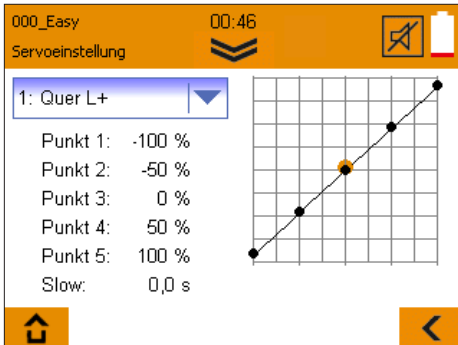 000_Easy 00:46
Servoeinstellung
1: Quer L+
Punkt 1: -100 %
Punkt 2: -50 %
Punkt 3: 0 %
Punkt 4: 50 %
Punkt 5: 100 %
Slow: 0,0 s